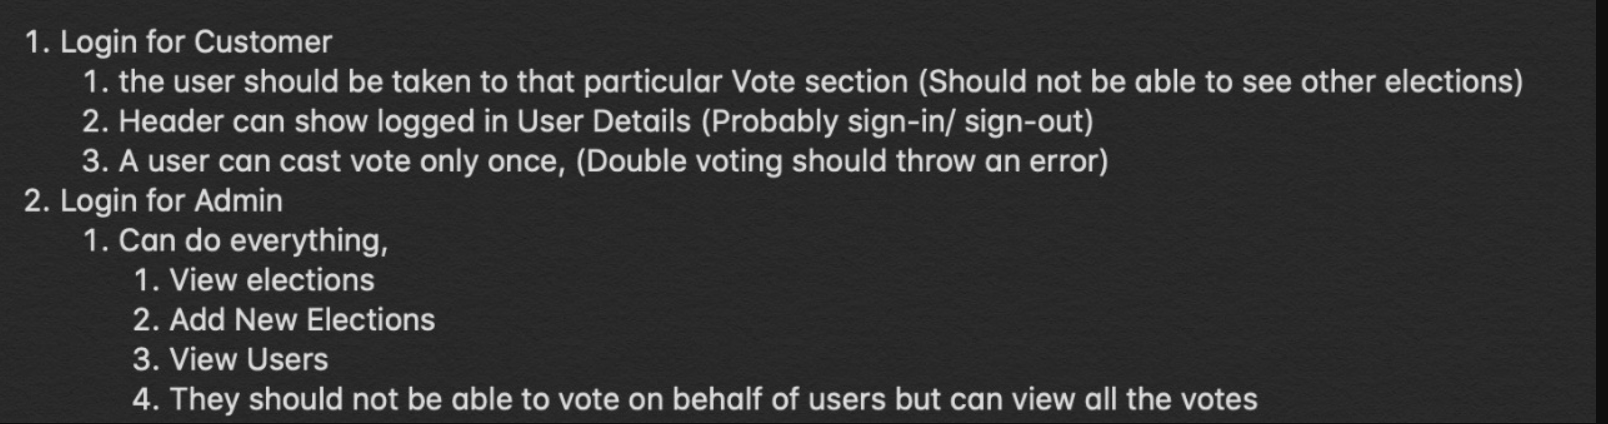 1. Login for Customer
1. the user should be taken to that particular Vote section (Should not be able to see other elections)
2. Header can show logged in User Details (Probably sign-in/ sign-out)
3. A user can cast vote only once, (Double voting should throw an error)
2. Login for Admin
1. Can do everything,
1. View elections
2. Add New Elections
3. View Users
4. They should not be able to vote on behalf of users but can view all the votes